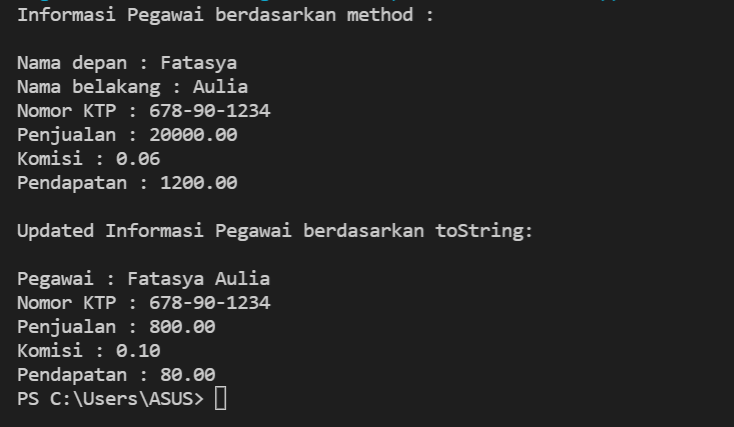 Informasi Pegawai berdasarkan method :
Nama depan : Fatasya
Nama belakang : Aulia
Nomor KTP : 678-90-1234
Penjualan : 20000.00
Komisi : 0.06
Pendapatan : 1200.00
Updated Informasi Pegawai berdasarkan toString:
Pegawai : Fatasya Aulia
Nomor KTP : 678-90-1234
Penjualan : 800.00
Komisi : 0.10
Pendapatan : 80.00
PS C:\Users\ASUS>